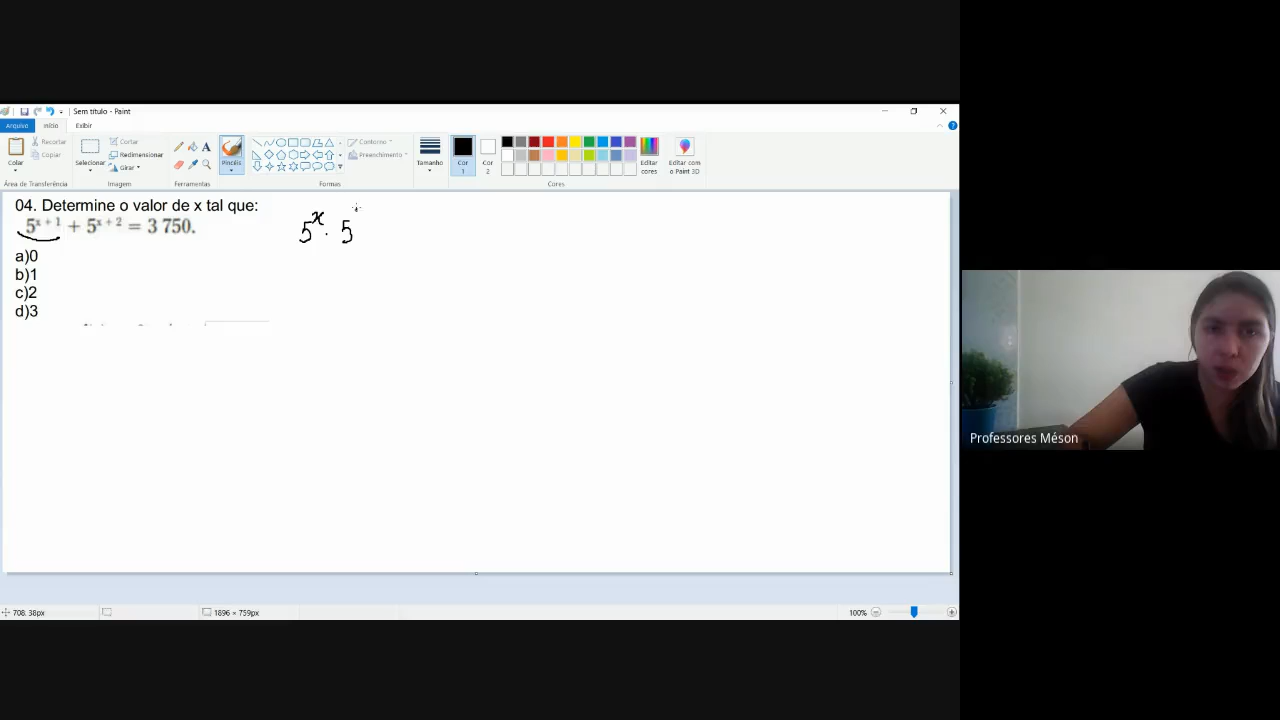 Sem título - Paint
Arquivo Início Exibir
Colar
Recortar
Copiar
Área de Transferência
Selecionar
Cortar
Redimensionar
Girar
Imagem
A
Ferramentas
Pincéis
Contorno
Preenchimento
Formas
Tamanho
Cor 1
Cor 2
Editar cores
Editar com o Paint 3D
Cores
04. Determine o valor de x tal que:
5ˣ⁺¹ + 5ˣ⁺² = 3 750.
a)0
b)1
c)2
d)3
5ˣ · 5
Professores Méson
708, 38px
1896 × 759px
100%